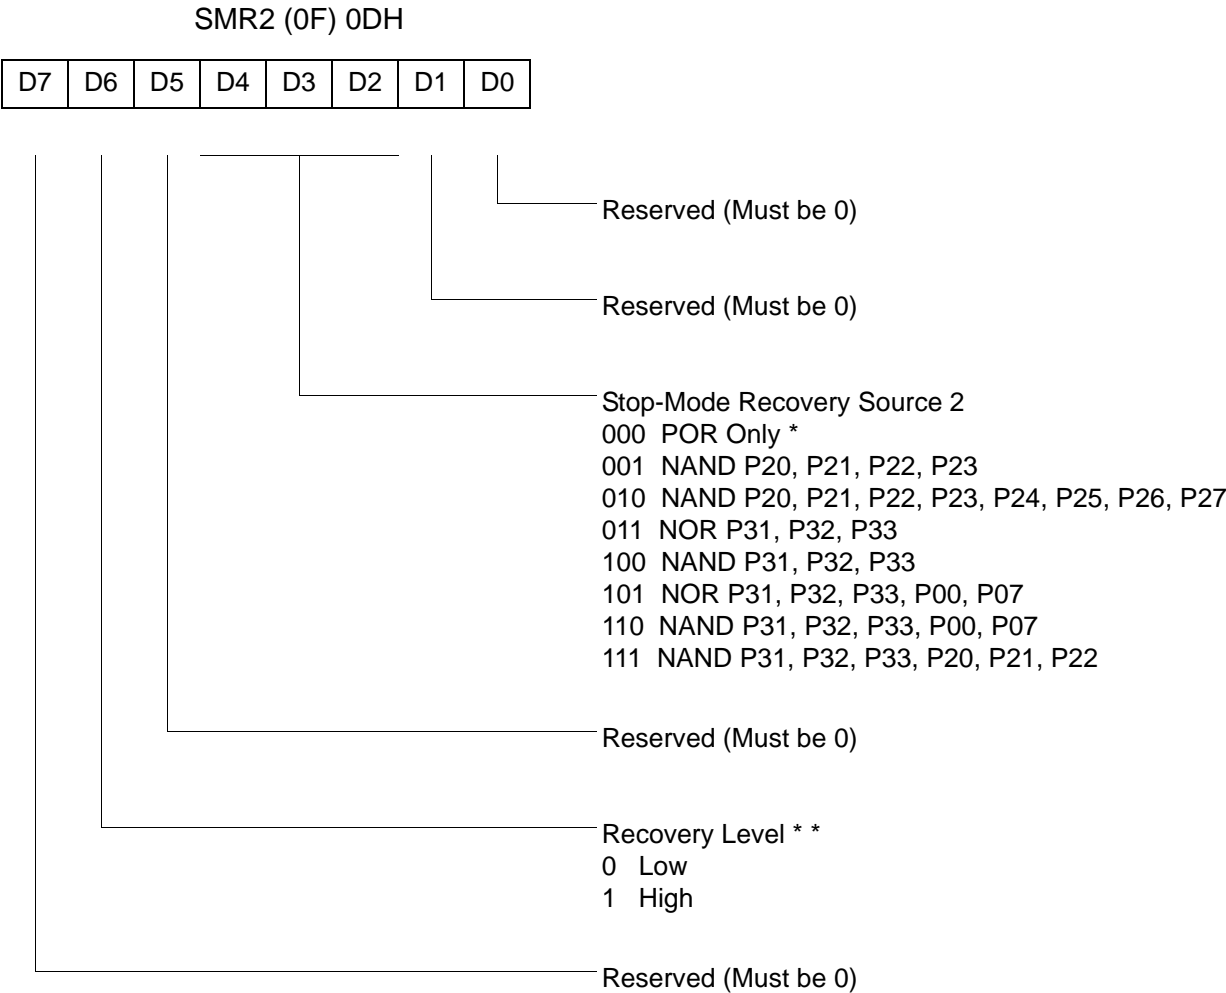 SMR2 (0F) 0DH
D7 D6 D5 D4 D3 D2 D1 D0
Reserved (Must be 0)
Reserved (Must be 0)
Stop-Mode Recovery Source 2
000 POR Only *
001 NAND P20, P21, P22, P23
010 NAND P20, P21, P22, P23, P24, P25, P26, P27
011 NOR P31, P32, P33
100 NAND P31, P32, P33
101 NOR P31, P32, P33, P00, P07
110 NAND P31, P32, P33, P00, P07
111 NAND P31, P32, P33, P20, P21, P22
Reserved (Must be 0)
Recovery Level * *
0 Low
1 High
Reserved (Must be 0)